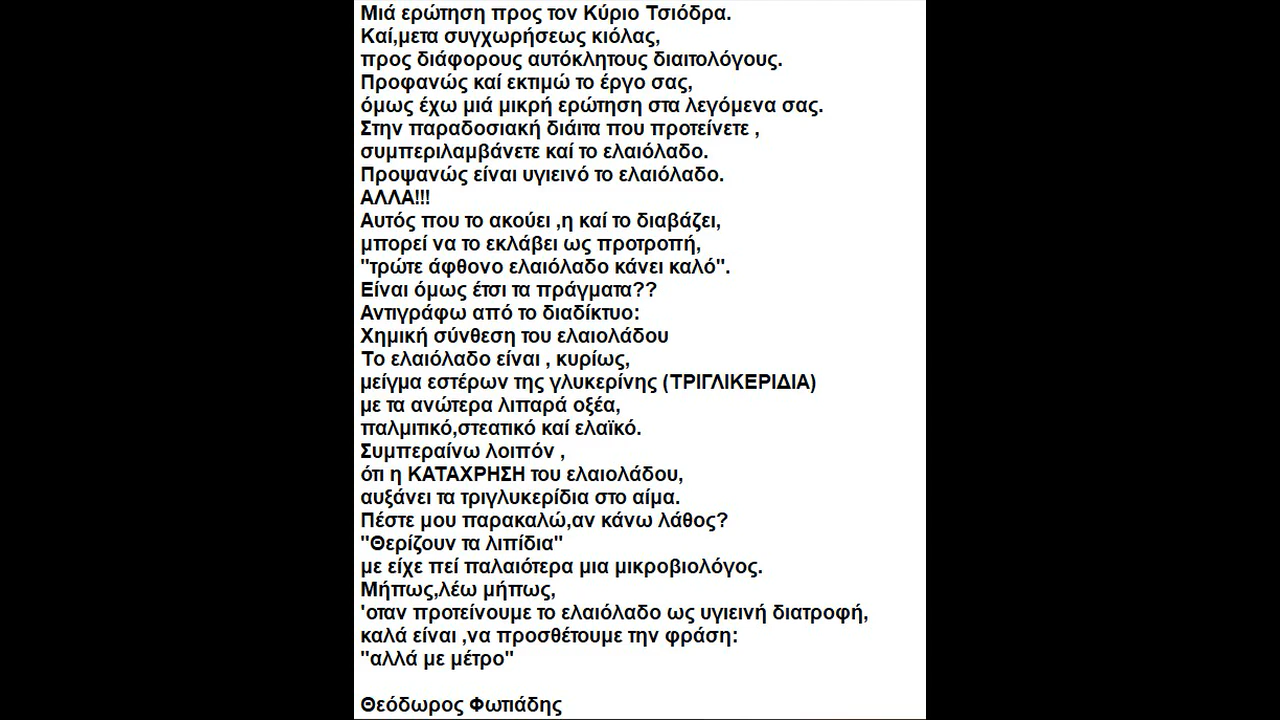 Μιά ερώτηση προς τον Κύριο Τσιόδρα.
Καί,μετα συγχωρήσεως κιόλας,
προς διάφορους αυτόκλητους διαιτολόγους.
Προφανώς καί εκτιμώ το έργο σας,
όμως έχω μιά μικρή ερώτηση στα λεγόμενα σας.
Στην παραδοσιακή διάιτα που προτείνετε ,
συμπεριλαμβάνετε καί το ελαιόλαδο.
Προψανώς είναι υγιεινό το ελαιόλαδο.
ΑΛΛΑ!!!
Αυτός που το ακούει ,η καί το διαβάζει,
μπορεί να το εκλάβει ως προτροπή,
"τρώτε άφθονο ελαιόλαδο κάνει καλό".
Είναι όμως έτσι τα πράγματα??
Αντιγράφω από το διαδίκτυο:
Χημική σύνθεση του ελαιολάδου
Το ελαιόλαδο είναι , κυρίως,
μείγμα εστέρων της γλυκερίνης (ΤΡΙΓΛΙΚΕΡΙΔΙΑ)
με τα ανώτερα λιπαρά οξέα,
παλμιτικό,στεατικό καί ελαϊκό.
Συμπεραίνω λοιπόν ,
ότι η ΚΑΤΑΧΡΗΣΗ του ελαιολάδου,
αυξάνει τα τριγλυκερίδια στο αίμα.
Πέστε μου παρακαλώ,αν κάνω λάθος?
"Θερίζουν τα λιπίδια"
με είχε πεί παλαιότερα μια μικροβιολόγος.
Μήπως,λέω μήπως,
'οταν προτείνουμε το ελαιόλαδο ως υγιεινή διατροφή,
καλά είναι ,να προσθέτουμε την φράση:
"αλλά με μέτρο"
Θεόδωρος Φωτιάδης